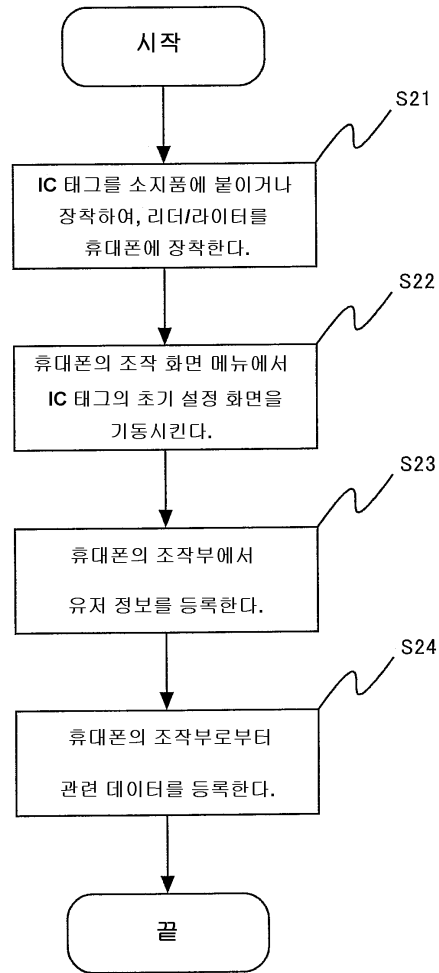 시작
S21
IC 태그를 소지품에 붙이거나
장착하여, 리더/라이터를
휴대폰에 장착한다.
S22
휴대폰의 조작 화면 메뉴에서
IC 태그의 초기 설정 화면을
기동시킨다.
S23
휴대폰의 조작부에서
유저 정보를 등록한다.
S24
휴대폰의 조작부로부터
관련 데이터를 등록한다.
끝